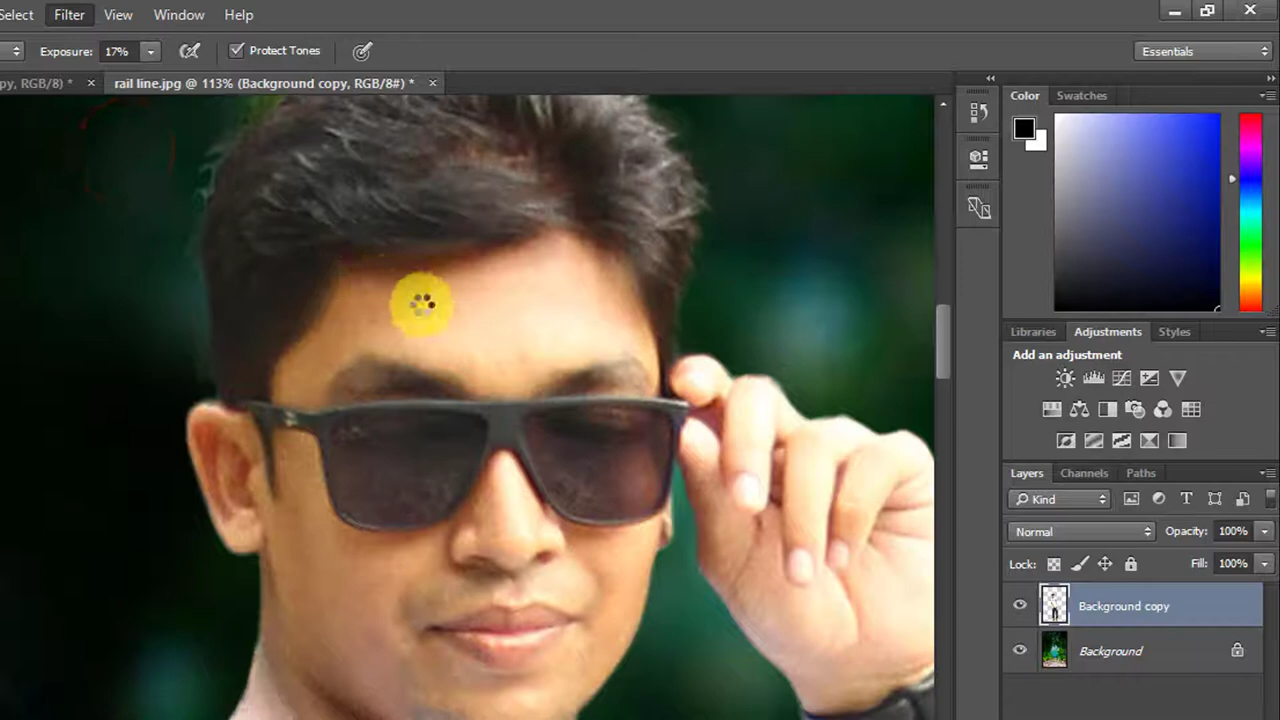 Select Filter View Window Help
Exposure: 17% Protect Tones Essentials
py, RGB/8) * rail line.jpg @ 113% (Background copy, RGB/8#) *
Color Swatches
Libraries Adjustments Styles
Add an adjustment
Layers Channels Paths
Kind
Normal Opacity: 100%
Lock: Fill: 100%
Background copy
Background